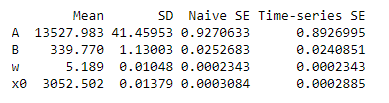 Mean SD Naive SE Time-series SE
A 13527.983 41.45953 0.9270633 0.8926995
B 339.770 1.13003 0.0252683 0.0240851
w 5.189 0.01048 0.0002343 0.0002343
x0 3052.502 0.01379 0.0003084 0.0002885